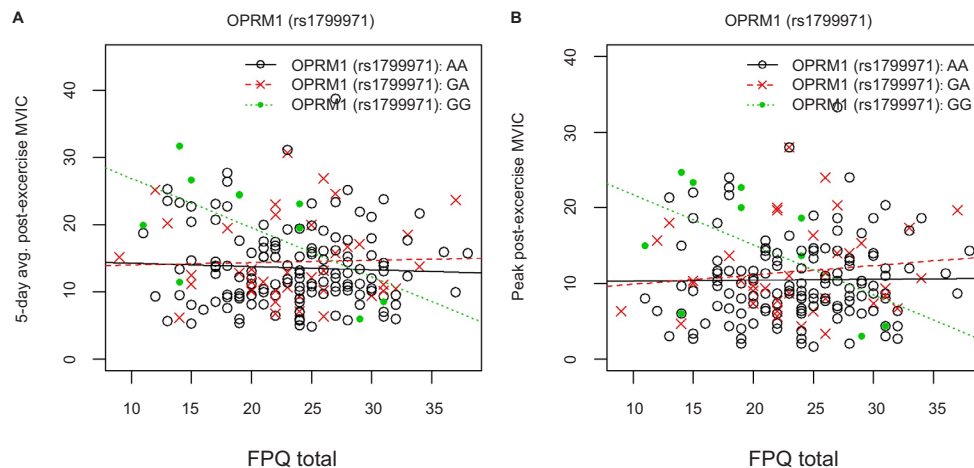 A
OPRM1 (rs1799971)
OPRM1 (rs1799971): AA
OPRM1 (rs1799971): GA
OPRM1 (rs1799971): GG
5-day avg. post-excercise MVIC
0 10 20 30 40
10 15 20 25 30 35
FPQ total
B
OPRM1 (rs1799971)
OPRM1 (rs1799971): AA
OPRM1 (rs1799971): GA
OPRM1 (rs1799971): GG
Peak post-excercise MVIC
0 10 20 30 40
10 15 20 25 30 35
FPQ total